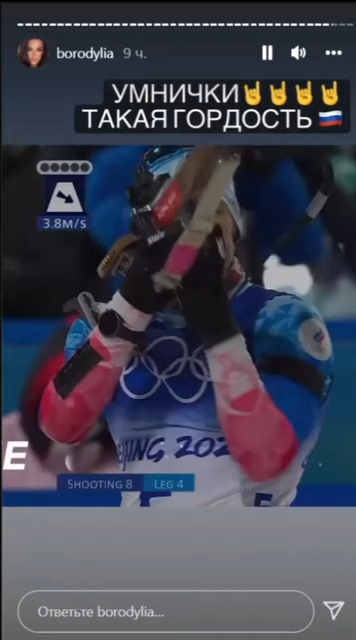 borodylia 9 ч.
УМНИЧКИ🤘🤘🤘🤘
ТАКАЯ ГОРДОСТЬ 🇷🇺
3.8M/S
E
SHOOTING 8 LEG 4
Ответьте borodylia...